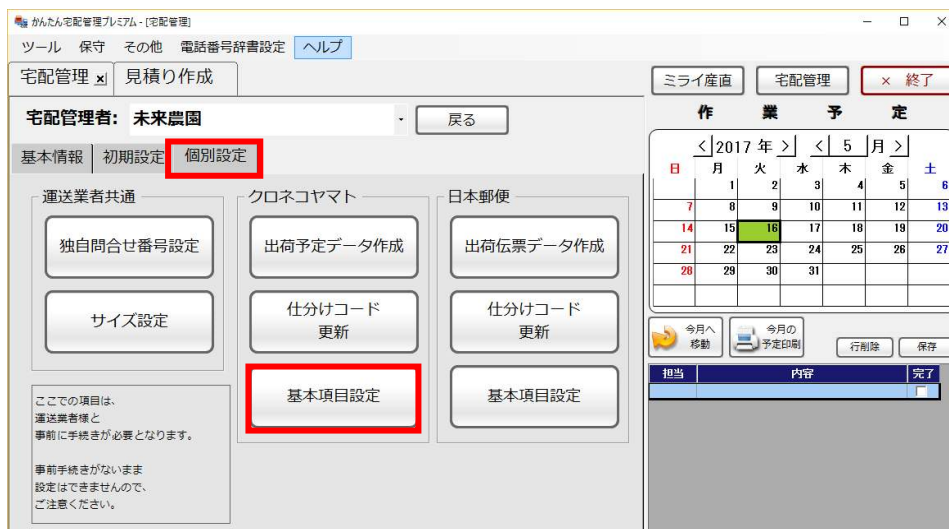 かんたん宅配管理プレミアム - [宅配管理]
ツール 保守 その他 電話番号辞書設定 ヘルプ
宅配管理 x 見積り作成
宅配管理者: 未来農園 戻る
基本情報 初期設定 個別設定
運送業者共通
独自問合せ番号設定
サイズ設定
ここでの項目は、
運送業者様と
事前に手続きが必要となります。
事前手続きがないまま
設定はできませんので、
ご注意ください。
クロネコヤマト
出荷予定データ作成
仕分けコード
更新
基本項目設定
日本郵便
出荷伝票データ作成
仕分けコード
更新
基本項目設定
ミライ産直 宅配管理 × 終了
作業予定
< 2017 年 > < 5 月 >
日 月 火 水 木 金 土
1 2 3 4 5 6
7 8 9 10 11 12 13
14 15 16 17 18 19 20
21 22 23 24 25 26 27
28 29 30 31
今月へ
移動
今月の
予定印刷
行削除 保存
担当 内容 完了